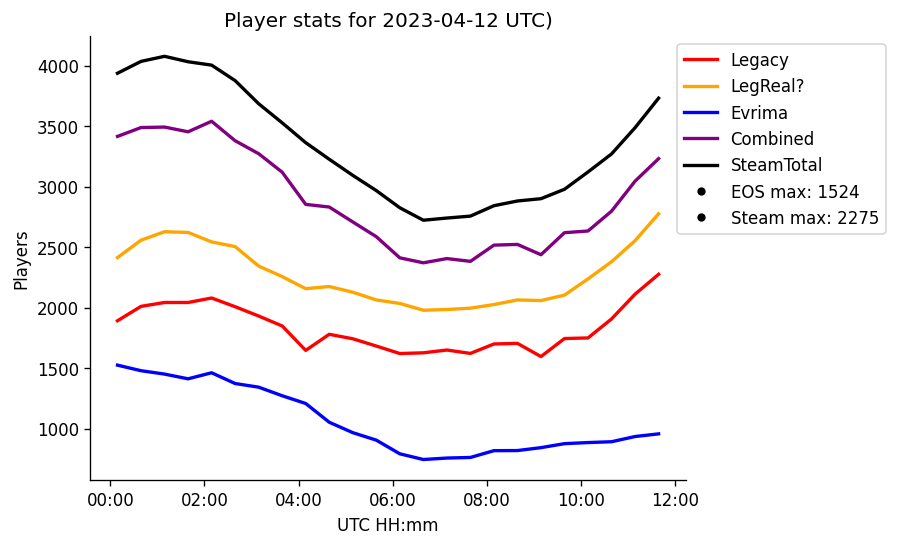 Player stats for 2023-04-12 UTC)
Players
4000
3500
3000
2500
2000
1500
1000
00:00 02:00 04:00 06:00 08:00 10:00 12:00
UTC HH:mm
Legacy
LegReal?
Evrima
Combined
SteamTotal
EOS max: 1524
Steam max: 2275